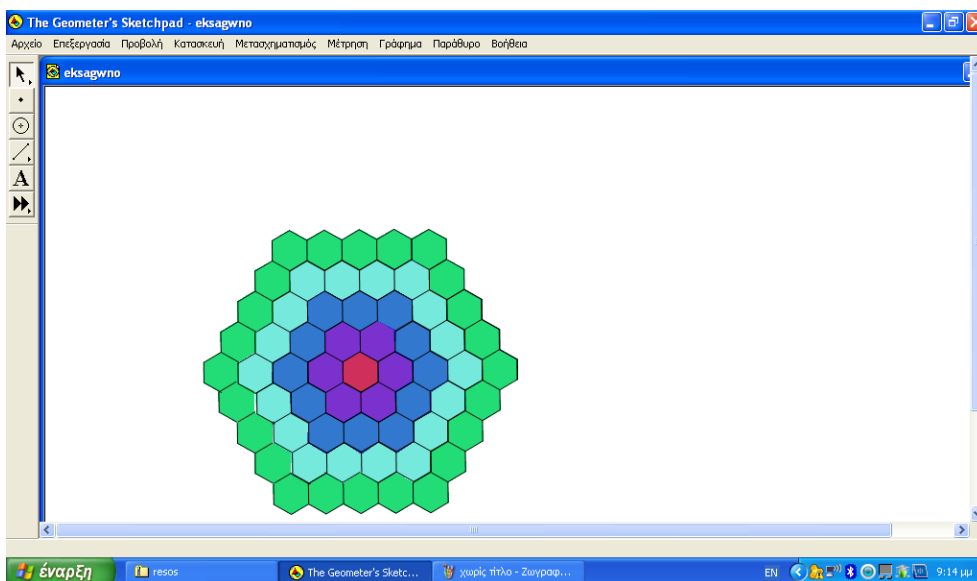 The Geometer's Sketchpad - eksagwno
Αρχείο Επεξεργασία Προβολή Κατασκευή Μετασχηματισμός Μέτρηση Γράφημα Παράθυρο Βοήθεια
eksagwno
A
έναρξη resos The Geometer's Sketc... χωρίς τίτλο - Ζωγραφ... EN 9:14 μμ